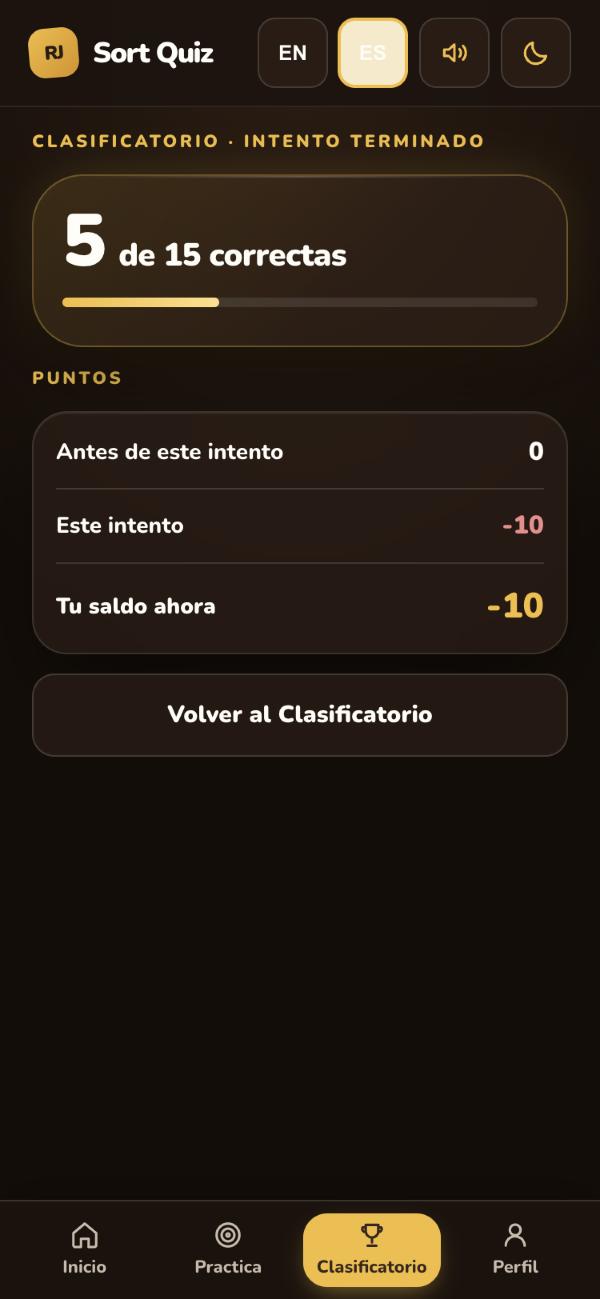 RJ Sort Quiz EN ES
CLASIFICATORIO · INTENTO TERMINADO
5 de 15 correctas
PUNTOS
Antes de este intento 0
Este intento -10
Tu saldo ahora -10
Volver al Clasificatorio
Inicio Practica Clasificatorio Perfil